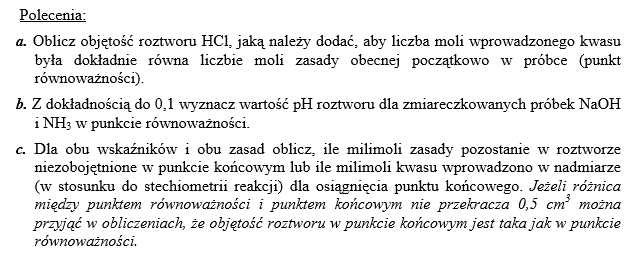 Polecenia:
a. Oblicz objętość roztworu HCl, jaką należy dodać, aby liczba moli wprowadzonego kwasu
była dokładnie równa liczbie moli zasady obecnej początkowo w próbce (punkt
równoważności).
b. Z dokładnością do 0,1 wyznacz wartość pH roztworu dla zmiareczkowanych próbek NaOH
i NH₃ w punkcie równoważności.
c. Dla obu wskaźników i obu zasad oblicz, ile milimoli zasady pozostanie w roztworze
niezobojętnione w punkcie końcowym lub ile milimoli kwasu wprowadzono w nadmiarze
(w stosunku do stechiometrii reakcji) dla osiągnięcia punktu końcowego. Jeżeli różnica
między punktem równoważności i punktem końcowym nie przekracza 0,5 cm³ można
przyjąć w obliczeniach, że objętość roztworu w punkcie końcowym jest taka jak w punkcie
równoważności.